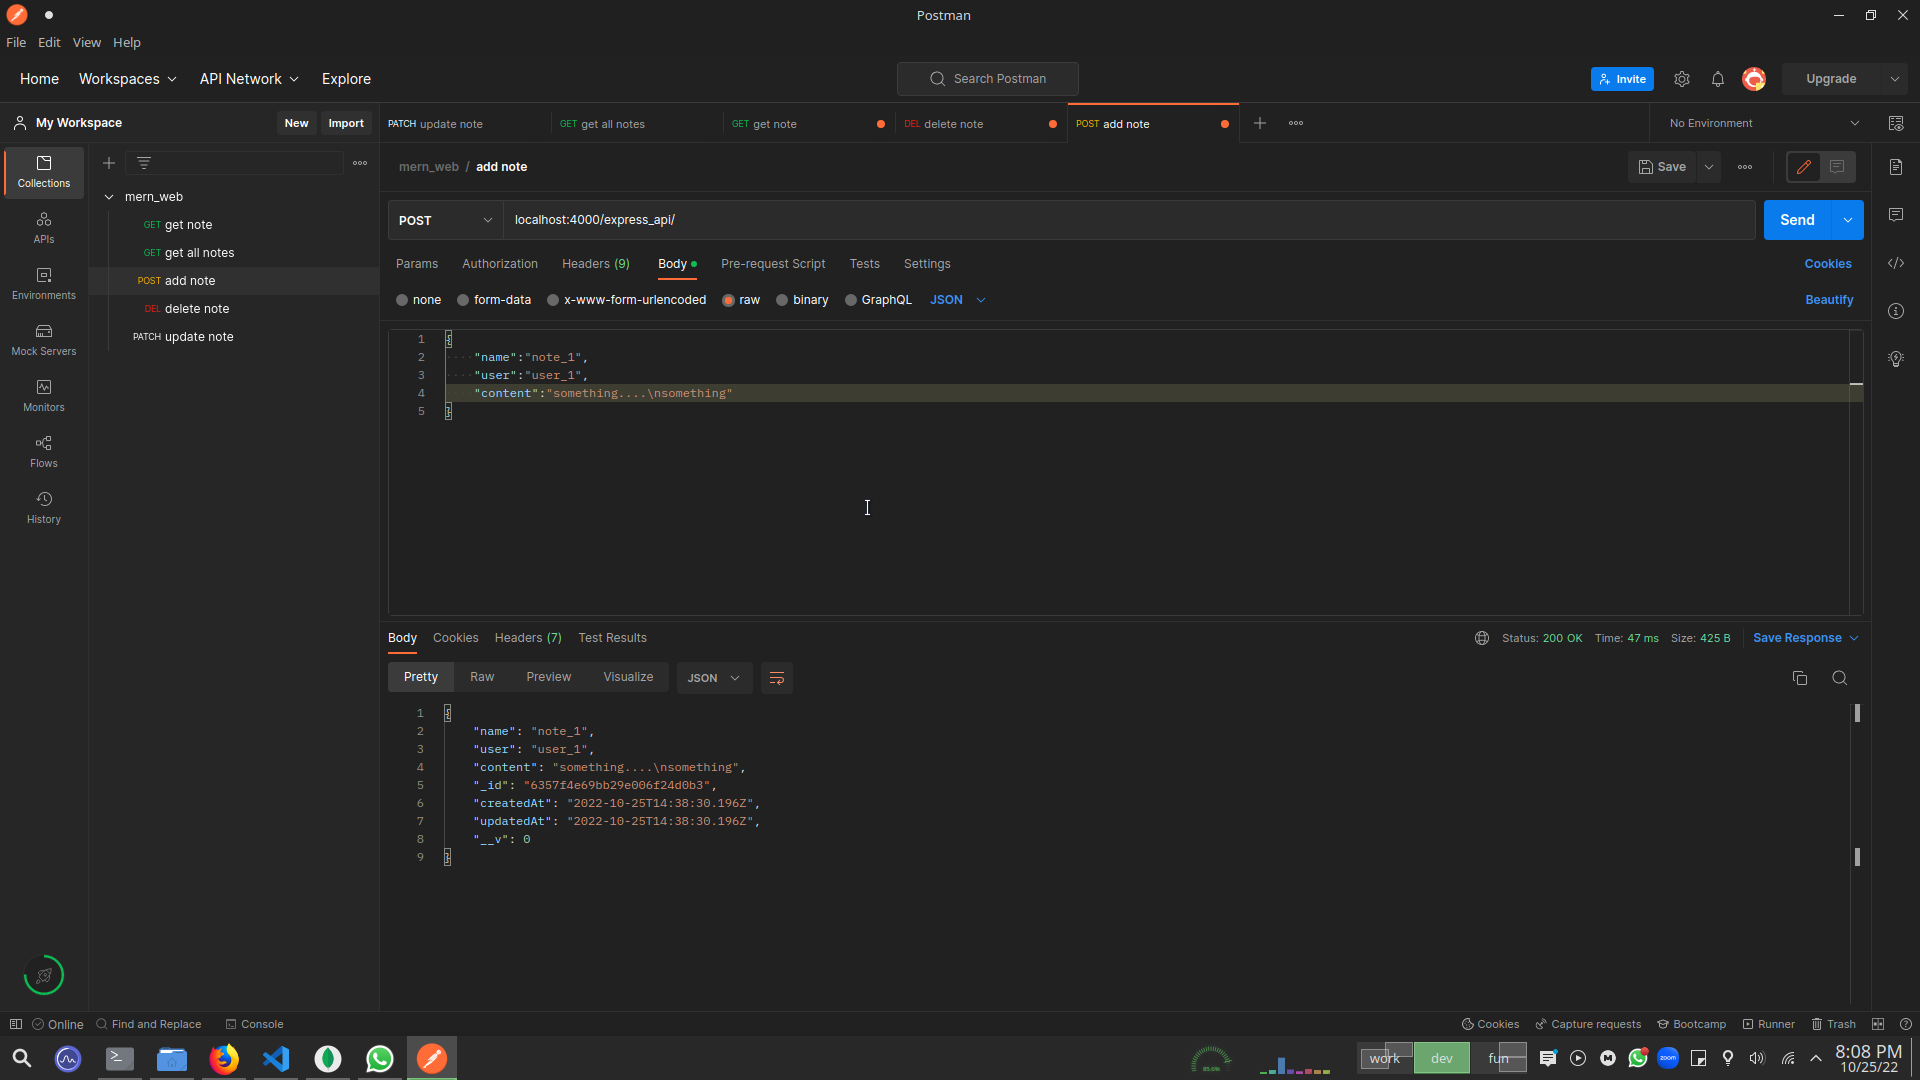 Postman
File Edit View Help
Home Workspaces API Network Explore
Search Postman
Invite
Upgrade
My Workspace
New Import
PATCH update note
GET get all notes
GET get note
DEL delete note
POST add note
No Environment
Collections
APIs
Environments
Mock Servers
Monitors
Flows
History
mern_web
GET get note
GET get all notes
POST add note
DEL delete note
PATCH update note
mern_web / add note
Save
POST localhost:4000/express_api/
Send
Params Authorization Headers (9) Body Pre-request Script Tests Settings
Cookies
none form-data x-www-form-urlencoded raw binary GraphQL JSON
Beautify
1 {
2 "name":"note_1",
3 "user":"user_1",
4 "content":"something....\nsomething"
5 }
Body Cookies Headers (7) Test Results
Status: 200 OK Time: 47 ms Size: 425 B Save Response
Pretty Raw Preview Visualize JSON
1 {
2 "name": "note_1",
3 "user": "user_1",
4 "content": "something....\nsomething",
5 "_id": "6357f4e69bb29e006f24d0b3",
6 "createdAt": "2022-10-25T14:38:30.196Z",
7 "updatedAt": "2022-10-25T14:38:30.196Z",
8 "__v": 0
9 }
Online Find and Replace Console
Cookies Capture requests Bootcamp Runner Trash
work dev fun
zoom
8:08 PM
10/25/22